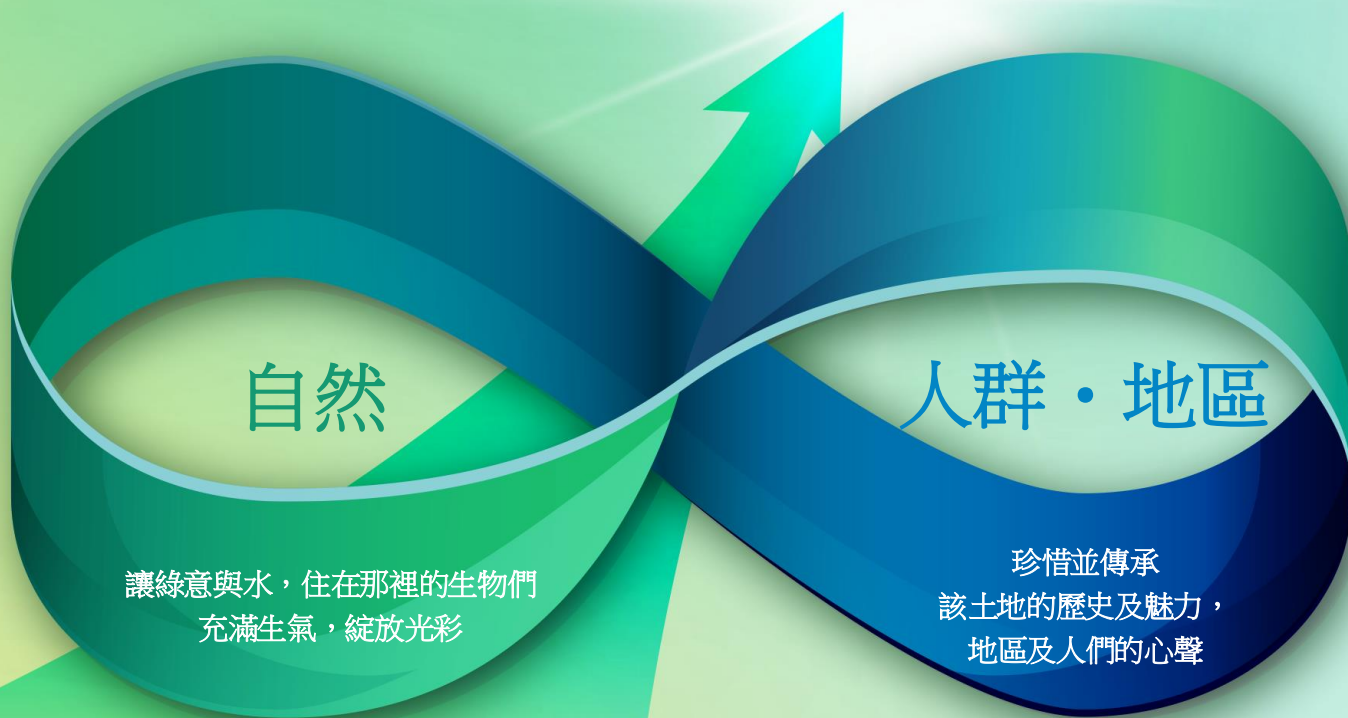 自然
讓綠意與水，住在那裡的生物們
充滿生氣，綻放光彩
人群・地區
珍惜並傳承
該土地的歷史及魅力，
地區及人們的心聲